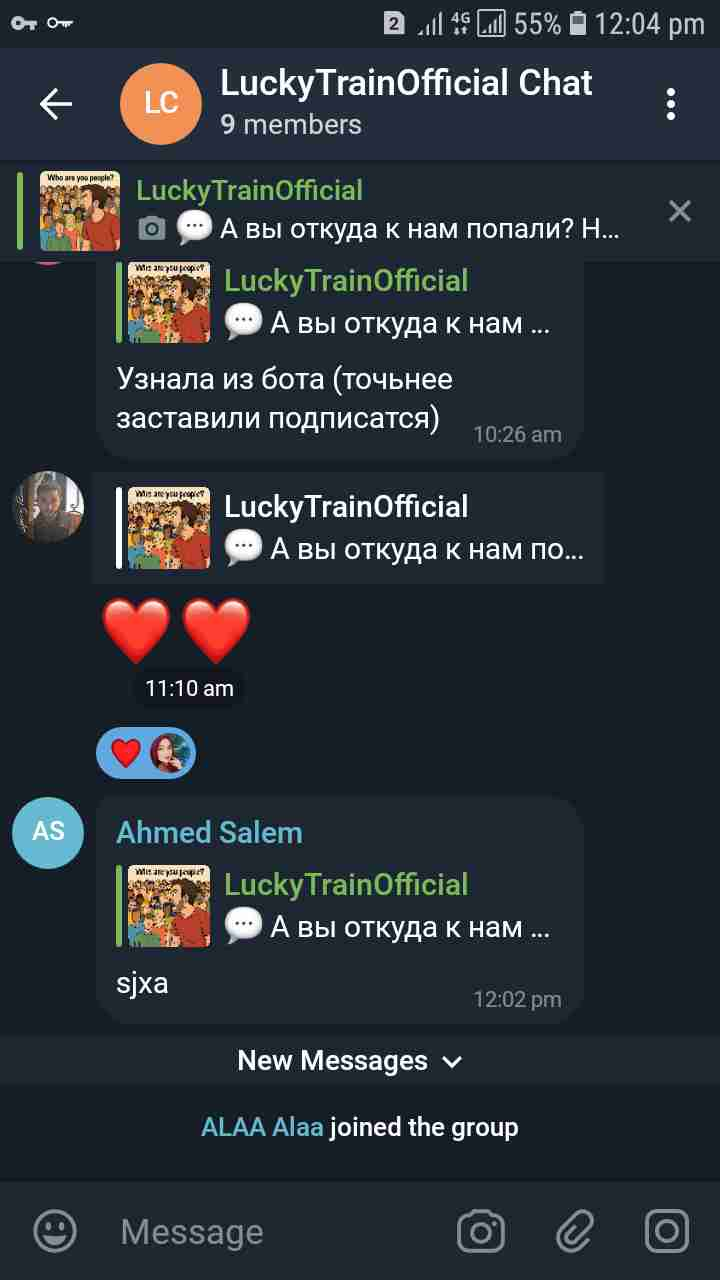 2 4G 55% 12:04 pm
LC
LuckyTrainOfficial Chat
9 members
Who are you people?
LuckyTrainOfficial
А вы откуда к нам попали? Н...
Who are you people?
LuckyTrainOfficial
А вы откуда к нам ...
Узнала из бота (точьнее
заставили подписатся)
10:26 am
Who are you people?
LuckyTrainOfficial
А вы откуда к нам по...
11:10 am
AS
Ahmed Salem
Who are you people?
LuckyTrainOfficial
А вы откуда к нам ...
sjxa
12:02 pm
New Messages
ALAA Alaa joined the group
Message